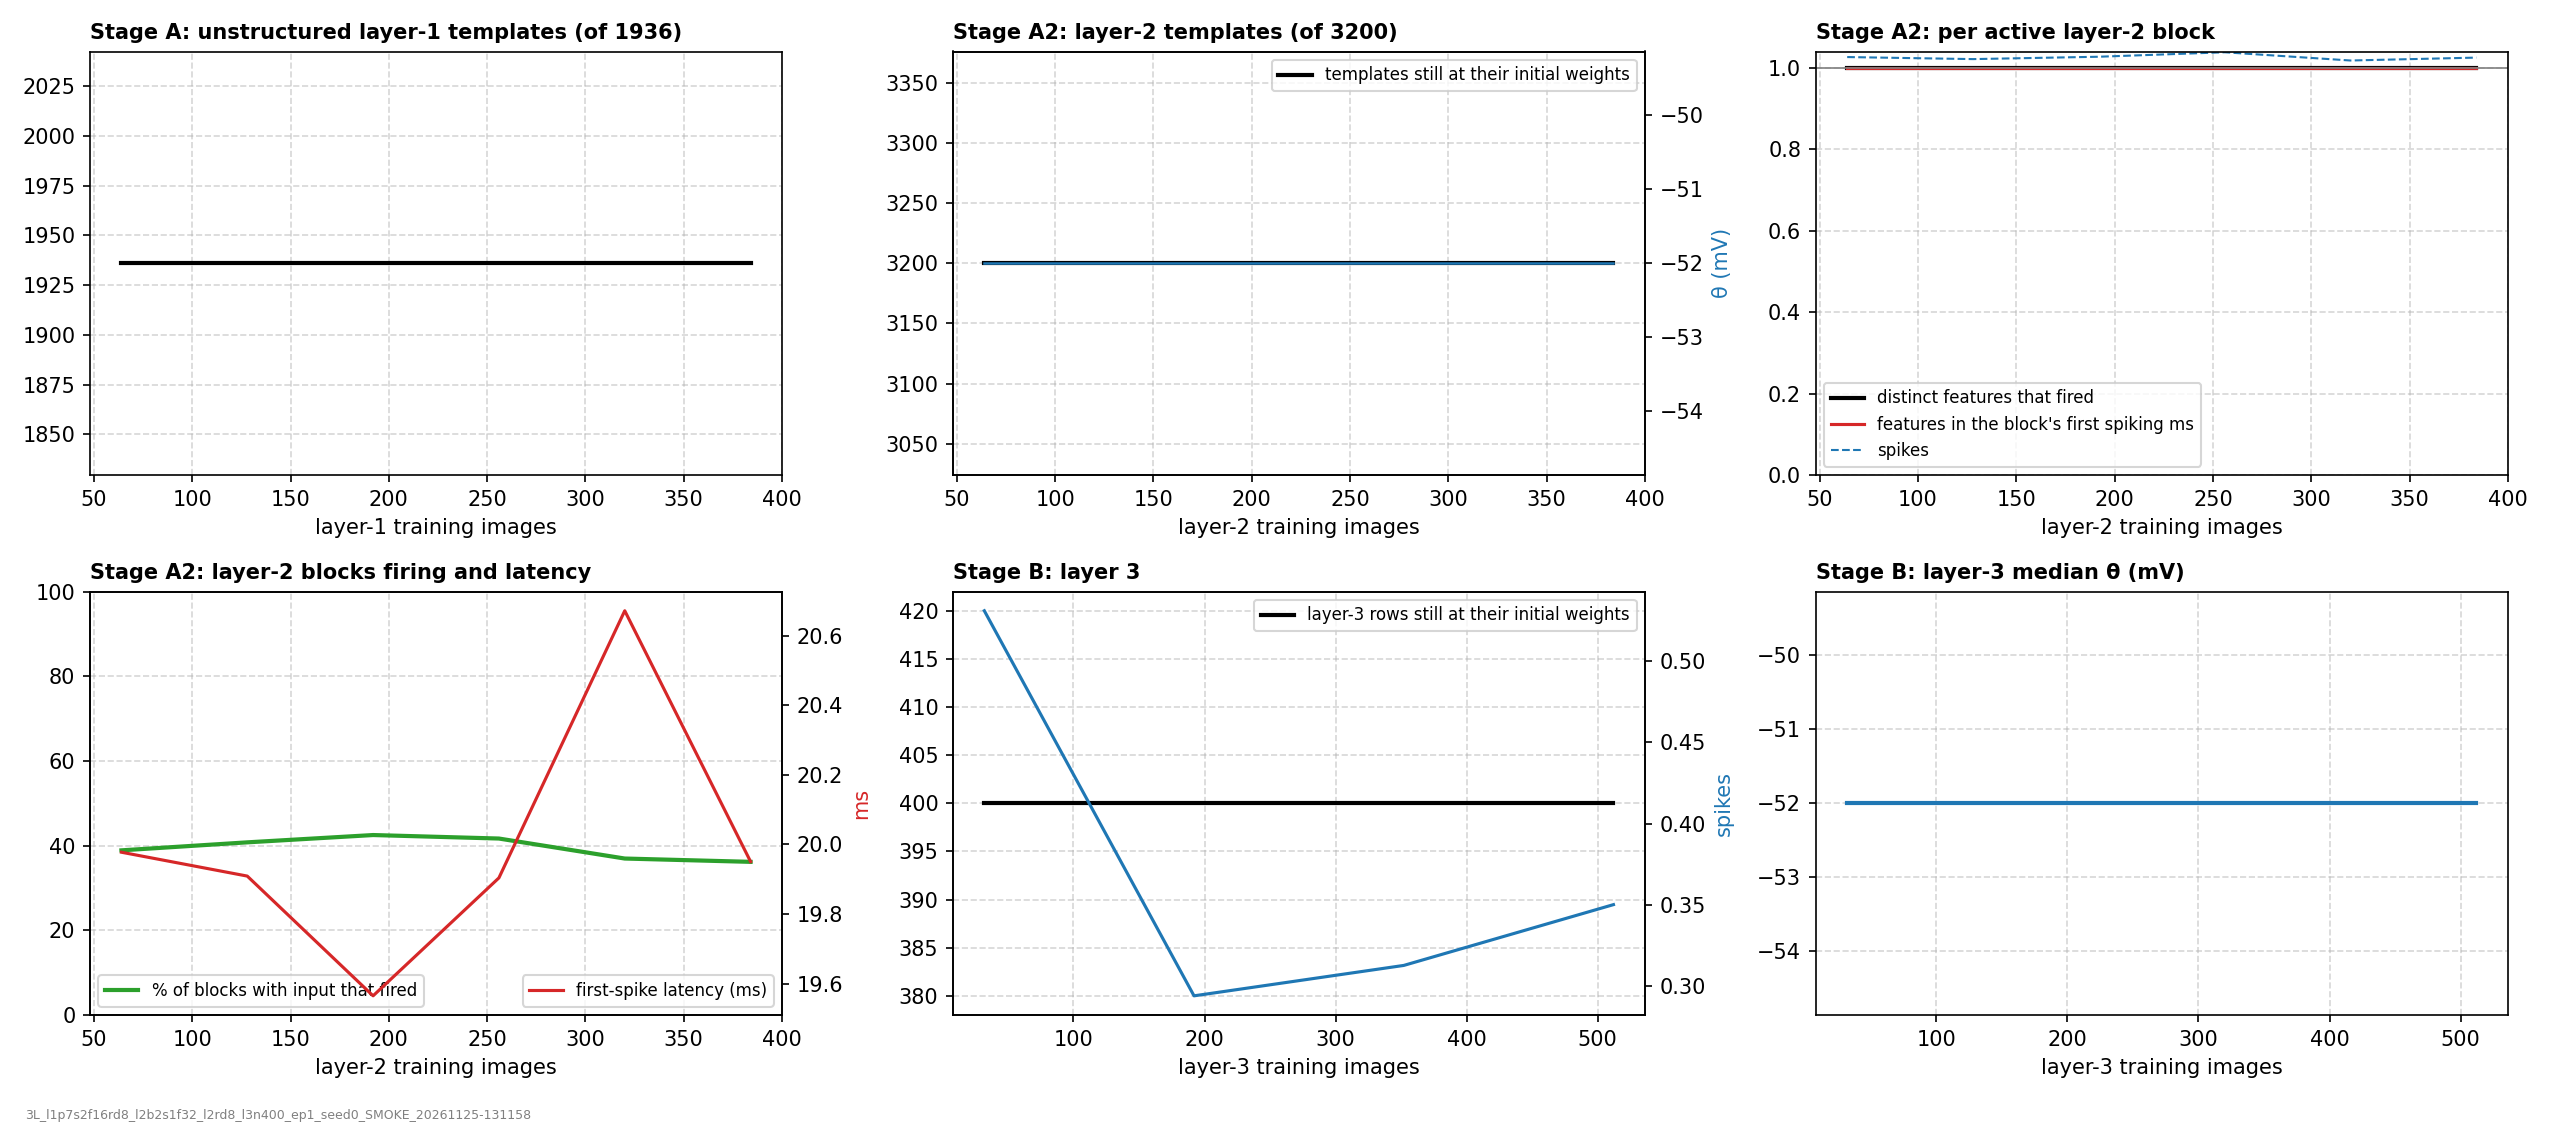 Stage A: unstructured layer-1 templates (of 1936)
2025
2000
1975
1950
1925
1900
1875
1850
50 100 150 200 250 300 350 400
layer-1 training images
Stage A2: layer-2 templates (of 3200)
templates still at their initial weights
3350
3300
3250
3200
3150
3100
3050
−50
−51
−52
−53
−54
θ (mV)
50 100 150 200 250 300 350 400
layer-2 training images
Stage A2: per active layer-2 block
1.0
0.8
0.6
0.4
0.2
0.0
distinct features that fired
features in the block's first spiking ms
spikes
50 100 150 200 250 300 350 400
layer-2 training images
Stage A2: layer-2 blocks firing and latency
100
80
60
40
20
0
20.6
20.4
20.2
20.0
19.8
19.6
ms
% of blocks with input that fired
first-spike latency (ms)
50 100 150 200 250 300 350 400
layer-2 training images
Stage B: layer 3
layer-3 rows still at their initial weights
420
415
410
405
400
395
390
385
380
0.50
0.45
0.40
0.35
0.30
spikes
100 200 300 400 500
layer-3 training images
Stage B: layer-3 median θ (mV)
−50
−51
−52
−53
−54
100 200 300 400 500
layer-3 training images
3L_l1p7s2f16rd8_l2b2s1f32_l2rd8_l3n400_ep1_seed0_SMOKE_20261125-131158